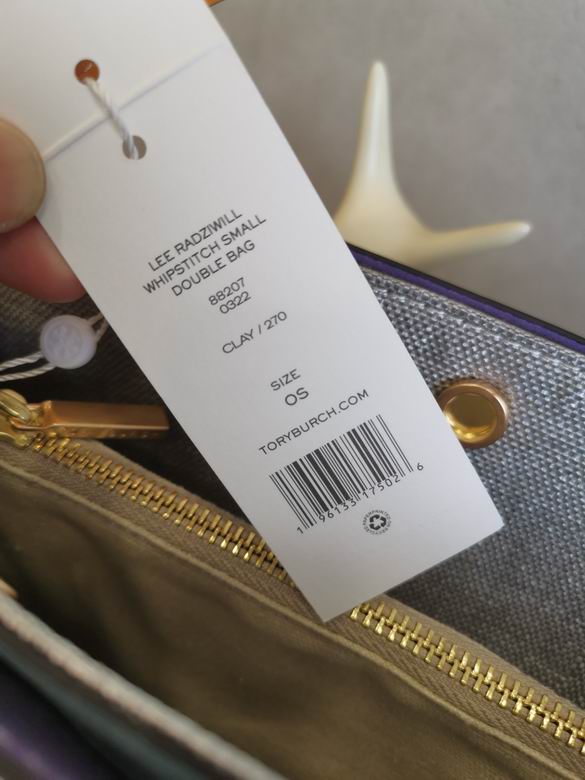 LEE RADZIWILL
WHIPSTITCH SMALL
DOUBLE BAG
88207
0322
CLAY / 270
SIZE
OS
TORYBURCH.COM
1 96133 17502 6